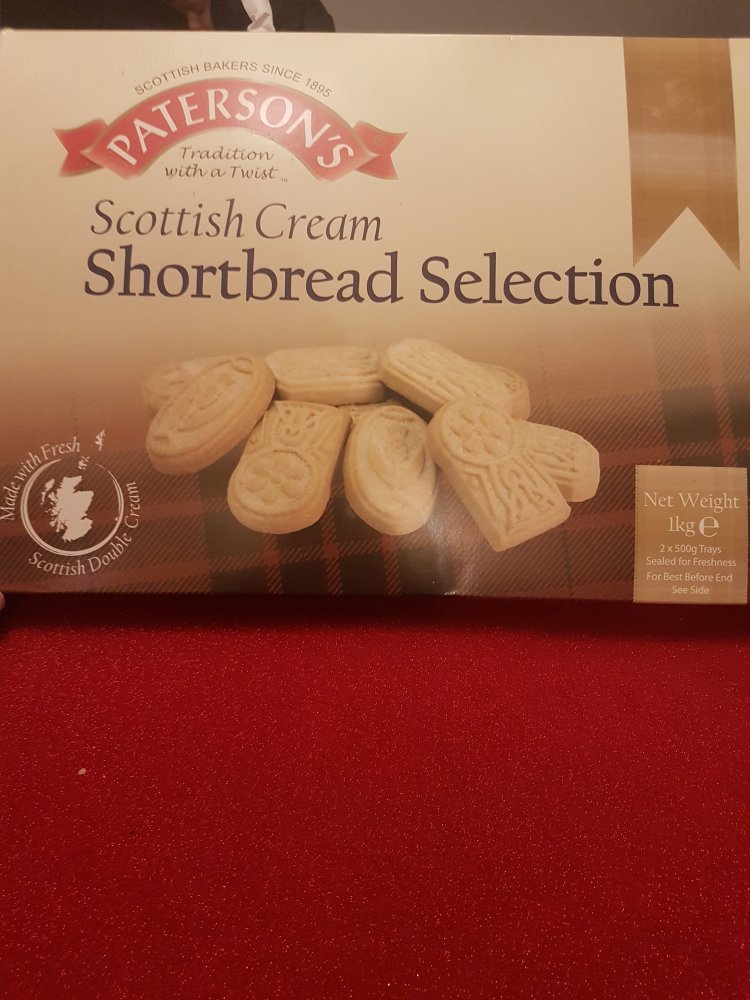 SCOTTISH BAKERS SINCE 1895
PATERSON'S
Tradition
with a Twist™
Scottish Cream
Shortbread Selection
Made with Fresh
Scottish Double Cream
Net Weight
1kg ℮
2 x 500g Trays
Sealed for Freshness
For Best Before End
See Side